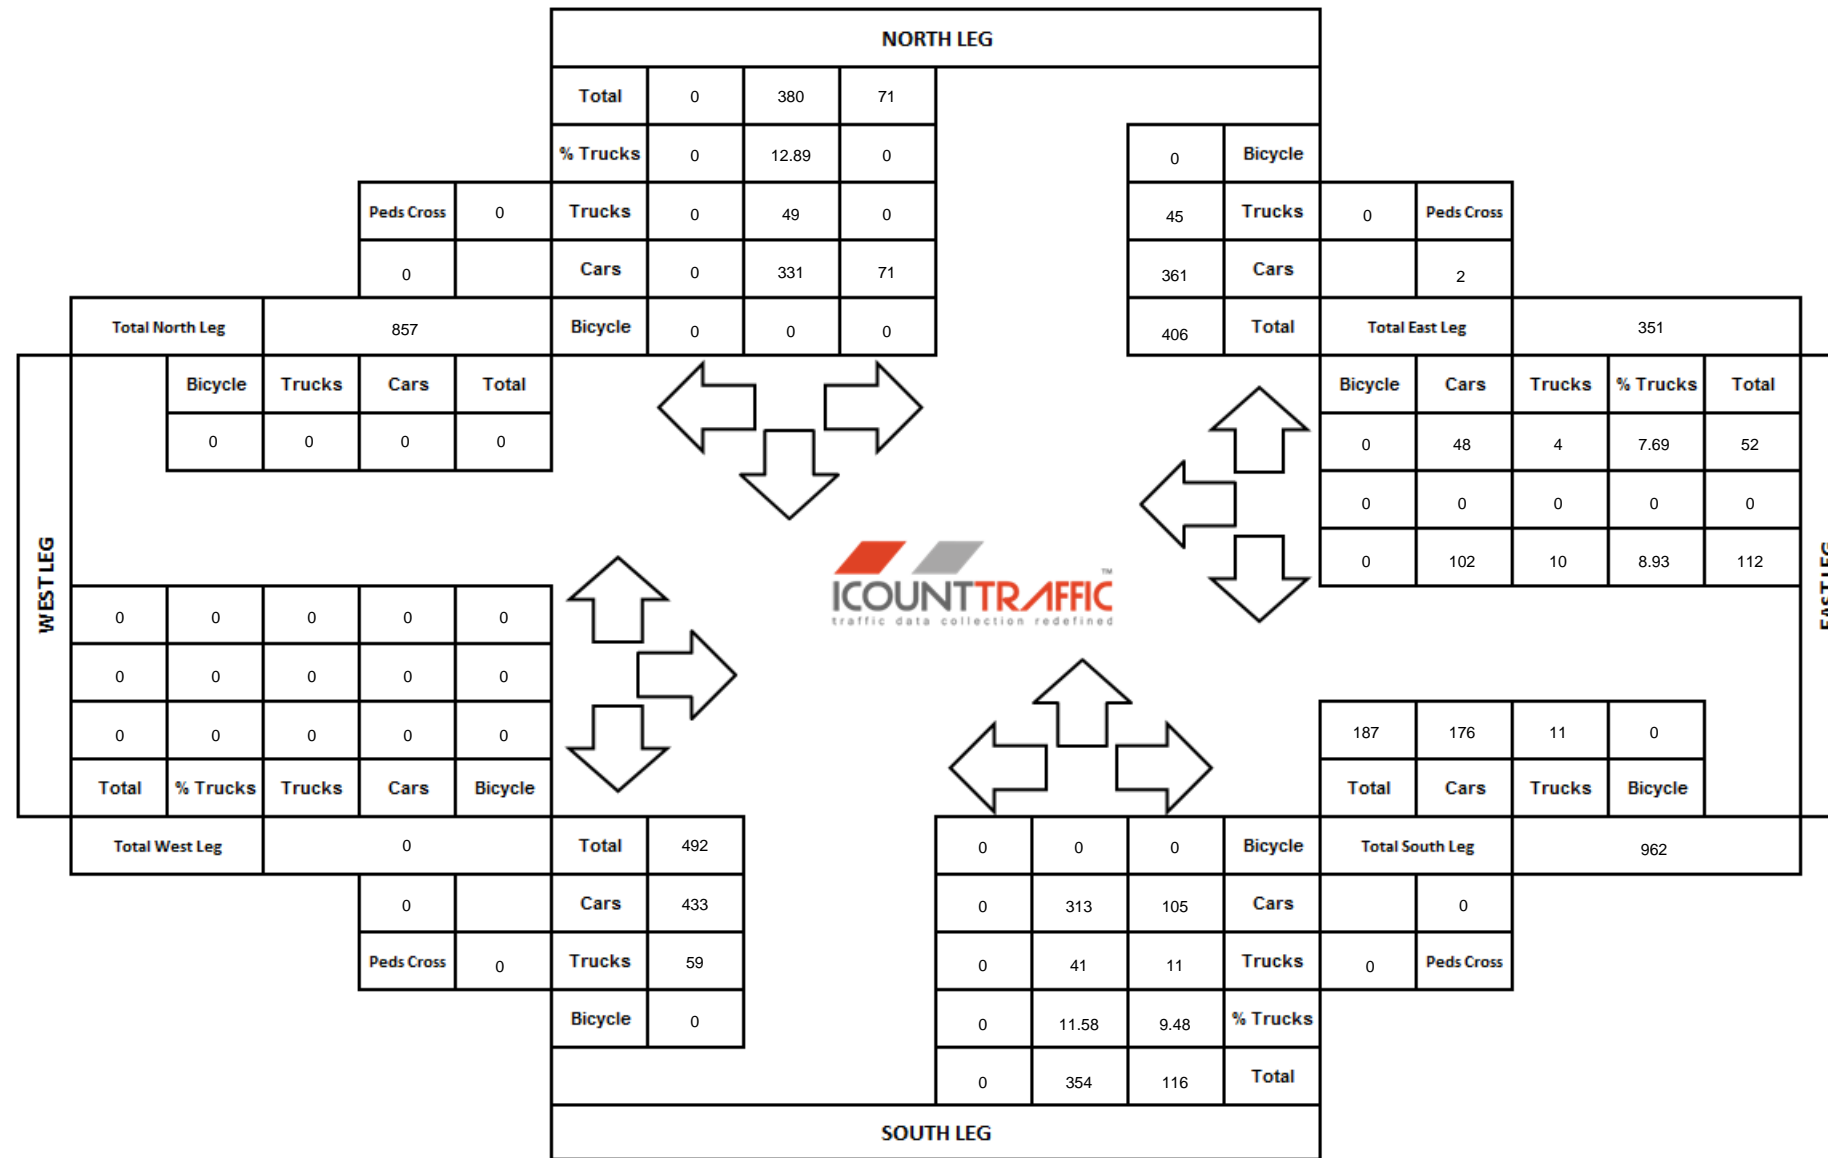 NORTH LEG
Total 0 380 71
% Trucks 0 12.89 0 0 Bicycle
Peds Cross 0 Trucks 0 49 0 45 Trucks 0 Peds Cross
0 Cars 0 331 71 361 Cars 2
Total North Leg 857 Bicycle 0 0 0 406 Total Total East Leg 351
Bicycle Trucks Cars Total Bicycle Cars Trucks % Trucks Total
0 0 0 0 0 48 4 7.69 52
0 0 0 0 0
WEST LEG
EAST LEG
ICOUNTTRAFFIC™
traffic data collection redefined
0 102 10 8.93 112
0 0 0 0 0
0 0 0 0 0
0 0 0 0 0 187 176 11 0
Total % Trucks Trucks Cars Bicycle Total Cars Trucks Bicycle
Total West Leg 0 Total 492 0 0 0 Bicycle Total South Leg 962
0 Cars 433 0 313 105 Cars 0
Peds Cross 0 Trucks 59 0 41 11 Trucks 0 Peds Cross
Bicycle 0 0 11.58 9.48 % Trucks
0 354 116 Total
SOUTH LEG